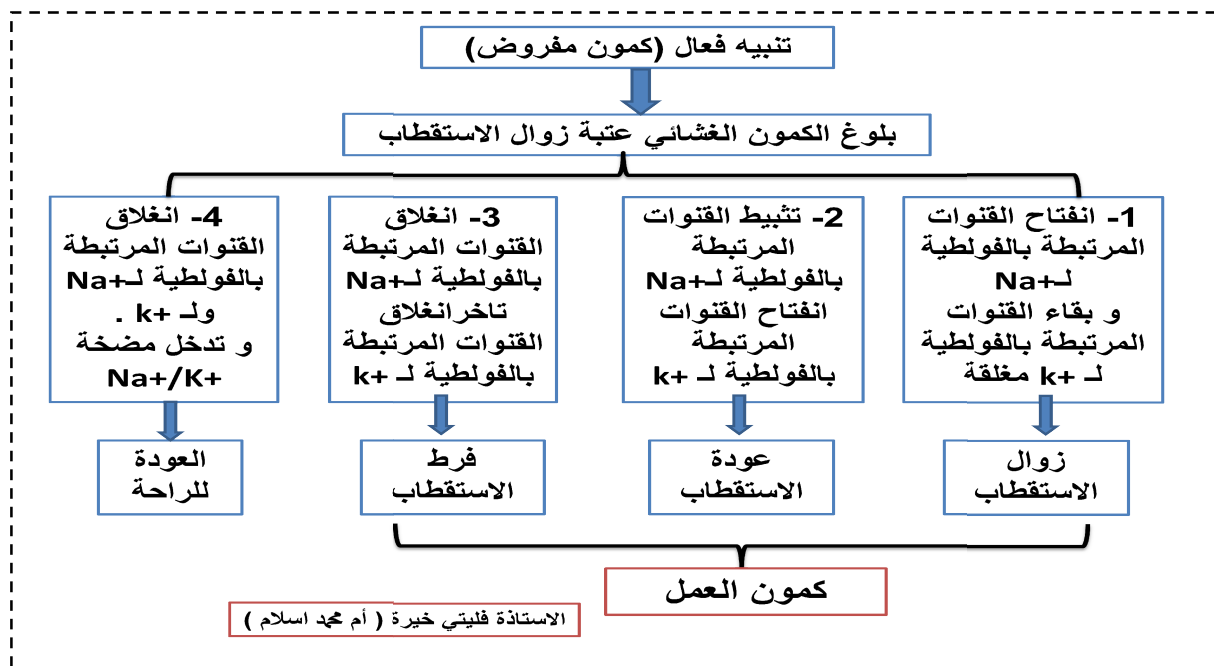 تنبيه فعال (كمون مفروض)
بلوغ الكمون الغشائي عتبة زوال الاستقطاب
1- انفتاح القنوات
المرتبطة بالفولطية
لـ+Na
و بقاء القنوات
المرتبطة بالفولطية
لـ +k مغلقة
2- تثبيط القنوات
المرتبطة
بالفولطية لـ+Na
انفتاح القنوات
المرتبطة
بالفولطية لـ +k
3- انغلاق
القنوات المرتبطة
بالفولطية لـ+Na
تاخرانغلاق
القنوات المرتبطة
بالفولطية لـ +k
4- انغلاق
القنوات المرتبطة
بالفولطية لـ+Na
ولـ +k .
و تدخل مضخة
Na+/K+
زوال
الاستقطاب
عودة
الاستقطاب
فرط
الاستقطاب
العودة
للراحة
كمون العمل
الاستاذة فليتي خيرة ( أم محمد اسلام )